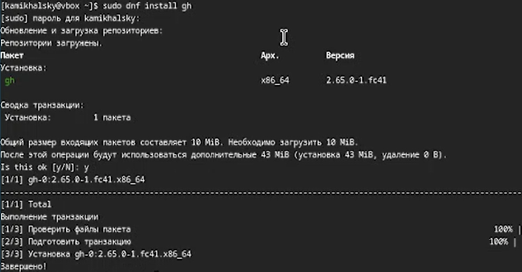 [kamikhalsky@vbox ~]$ sudo dnf install gh
[sudo] пароль для kamikhalsky:
Обновление и загрузка репозиториев:
Репозитории загружены.
Пакет Арх. Версия
Установка:
gh x86_64 2.65.0-1.fc41
Сводка транзакции:
Установка: 1 пакета
Общий размер входящих пакетов составляет 10 MiB. Необходимо загрузить 10 MiB.
После этой операции будут использоваться дополнительные 43 MiB (установка 43 MiB, удаление 0 B).
Is this ok [y/N]: y
[1/1] gh-0:2.65.0-1.fc41.x86_64
[1/1] Total
Выполнение транзакции
[1/3] Проверить файлы пакета 100% |
[2/3] Подготовить транзакцию 100% |
[3/3] Установка gh-0:2.65.0-1.fc41.x86_64
Завершено!